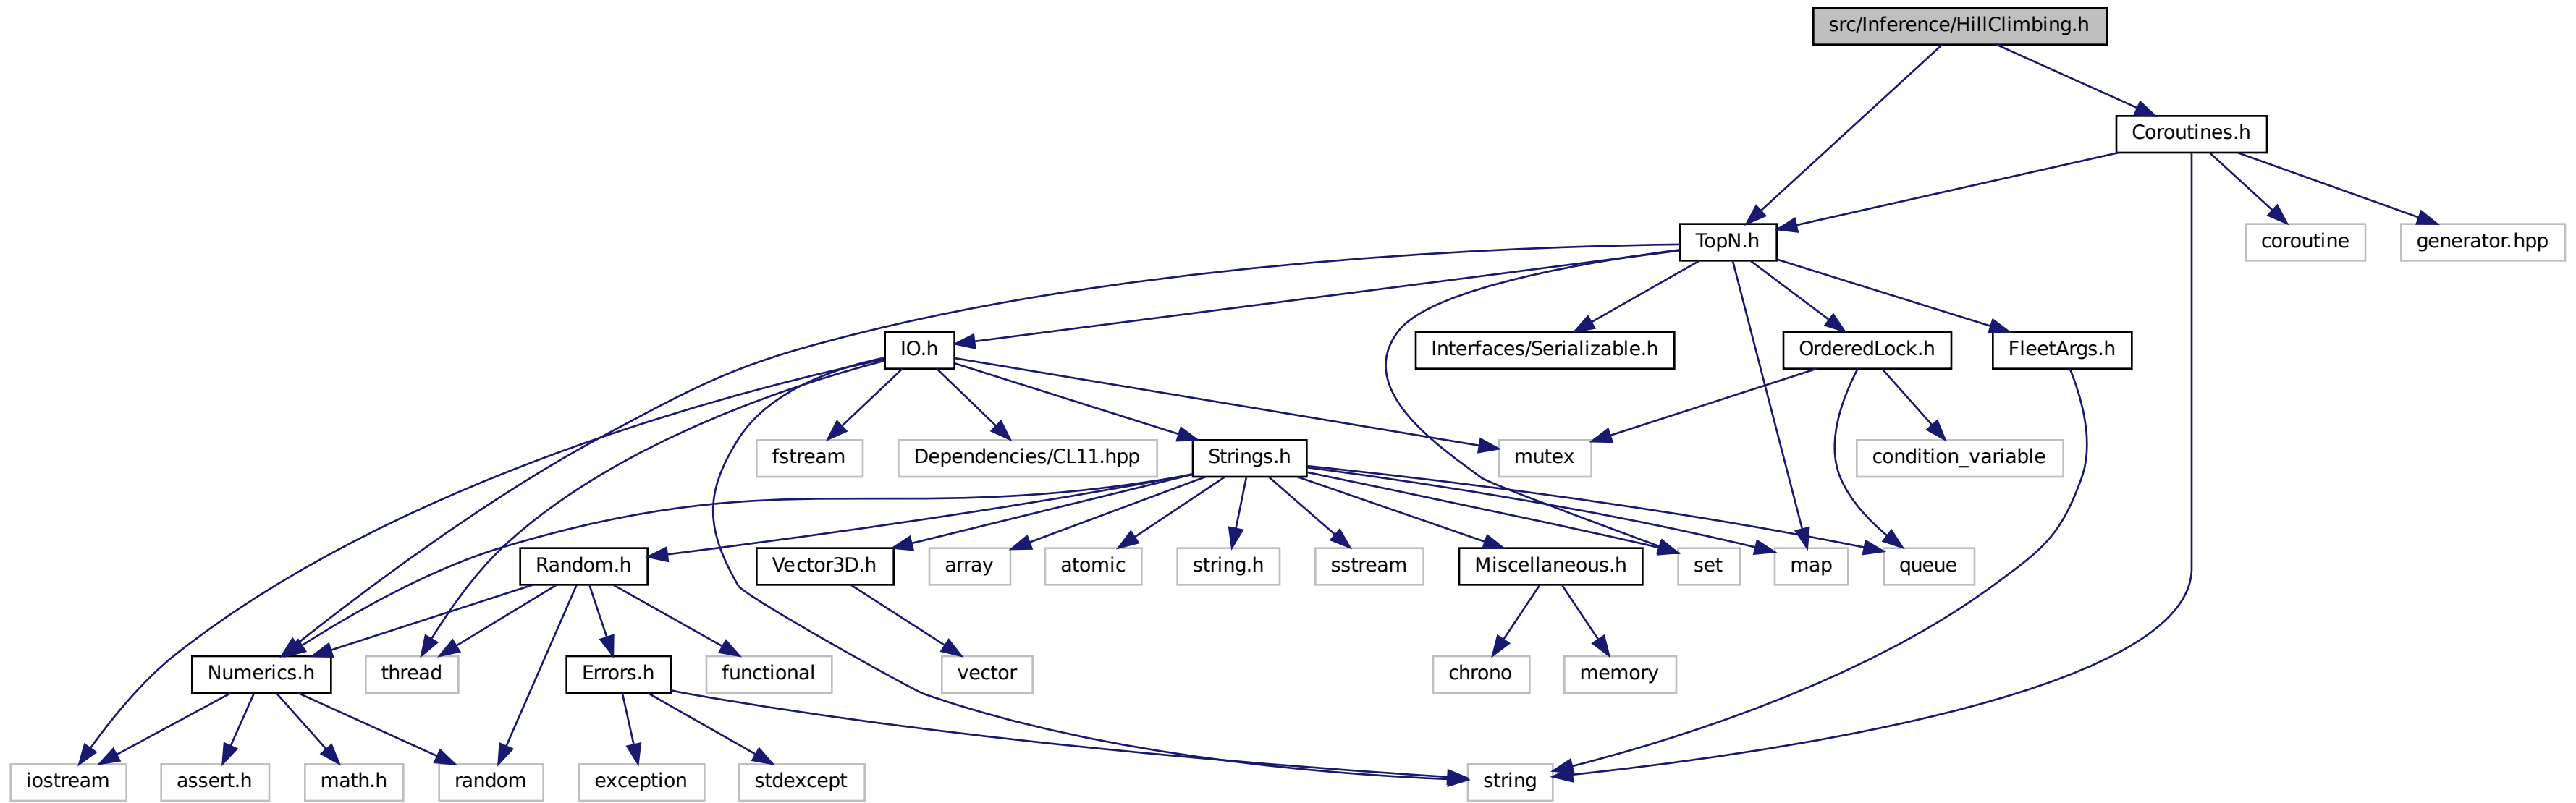 src/Inference/HillClimbing.h
Coroutines.h
TopN.h
coroutine
generator.hpp
IO.h
Interfaces/Serializable.h
OrderedLock.h
FleetArgs.h
fstream
Dependencies/CL11.hpp
Strings.h
mutex
condition_variable
Random.h
Vector3D.h
array
atomic
string.h
sstream
Miscellaneous.h
set
map
queue
Numerics.h
thread
Errors.h
functional
vector
chrono
memory
iostream
assert.h
math.h
random
exception
stdexcept
string